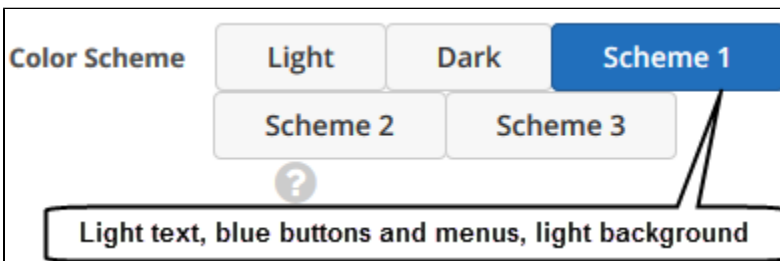 Color Scheme Light Dark Scheme 1
Scheme 2 Scheme 3
?
Light text, blue buttons and menus, light background